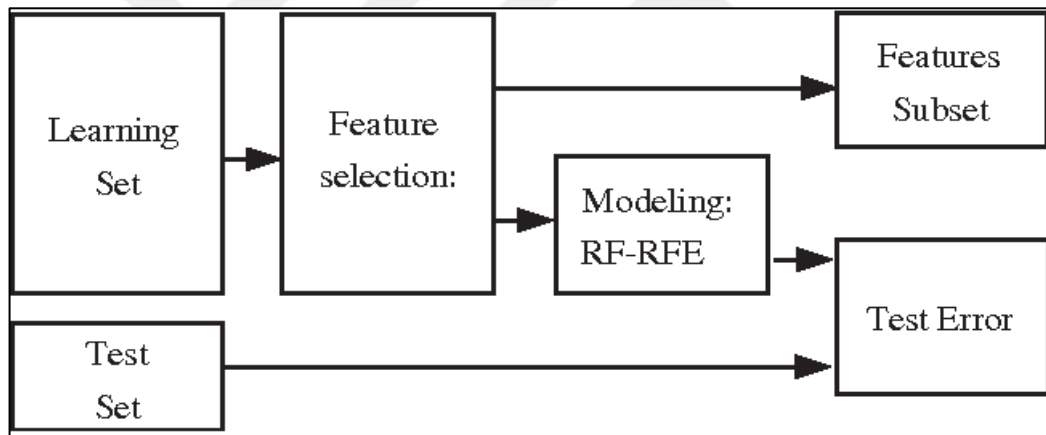 Learning
Set
Feature
selection:
Features
Subset
Modeling:
RF-RFE
Test Error
Test
Set